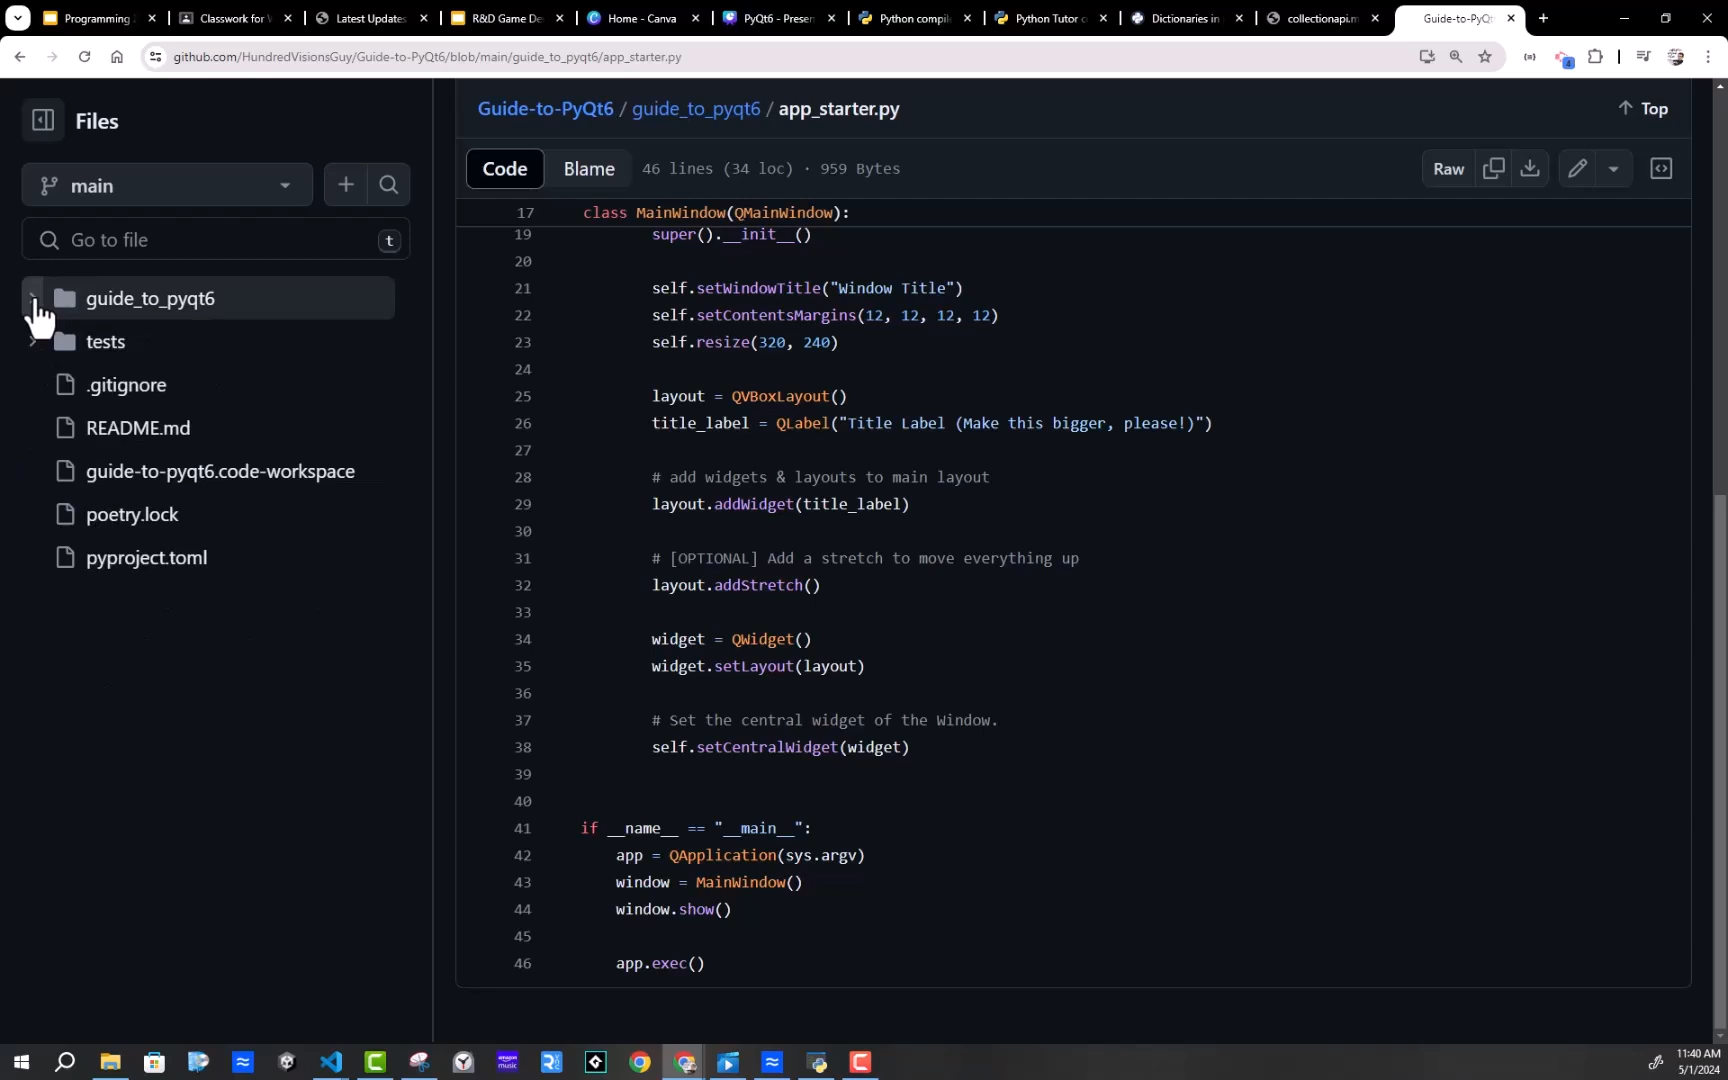 Programming
Classwork for
Latest Updates
R&D Game De
Home - Canva
PyQt6 - Presen
Python compile
Python Tutor c
Dictionaries in
collectionapi.m
Guide-to-PyQt
github.com/HundredVisionsGuy/Guide-to-PyQt6/blob/main/guide_to_pyqt6/app_starter.py
4
Files
main
Go to file
t
guide_to_pyqt6
tests
.gitignore
README.md
guide-to-pyqt6.code-workspace
poetry.lock
pyproject.toml
Guide-to-PyQt6 / guide_to_pyqt6 / app_starter.py
Top
Code
Blame
46 lines (34 loc) · 959 Bytes
Raw
17 class MainWindow(QMainWindow):
19 super().__init__()
20
21 self.setWindowTitle("Window Title")
22 self.setContentsMargins(12, 12, 12, 12)
23 self.resize(320, 240)
24
25 layout = QVBoxLayout()
26 title_label = QLabel("Title Label (Make this bigger, please!)")
27
28 # add widgets & layouts to main layout
29 layout.addWidget(title_label)
30
31 # [OPTIONAL] Add a stretch to move everything up
32 layout.addStretch()
33
34 widget = QWidget()
35 widget.setLayout(layout)
36
37 # Set the central widget of the Window.
38 self.setCentralWidget(widget)
39
40
41 if __name__ == "__main__":
42 app = QApplication(sys.argv)
43 window = MainWindow()
44 window.show()
45
46 app.exec()
11:40 AM
5/1/2024